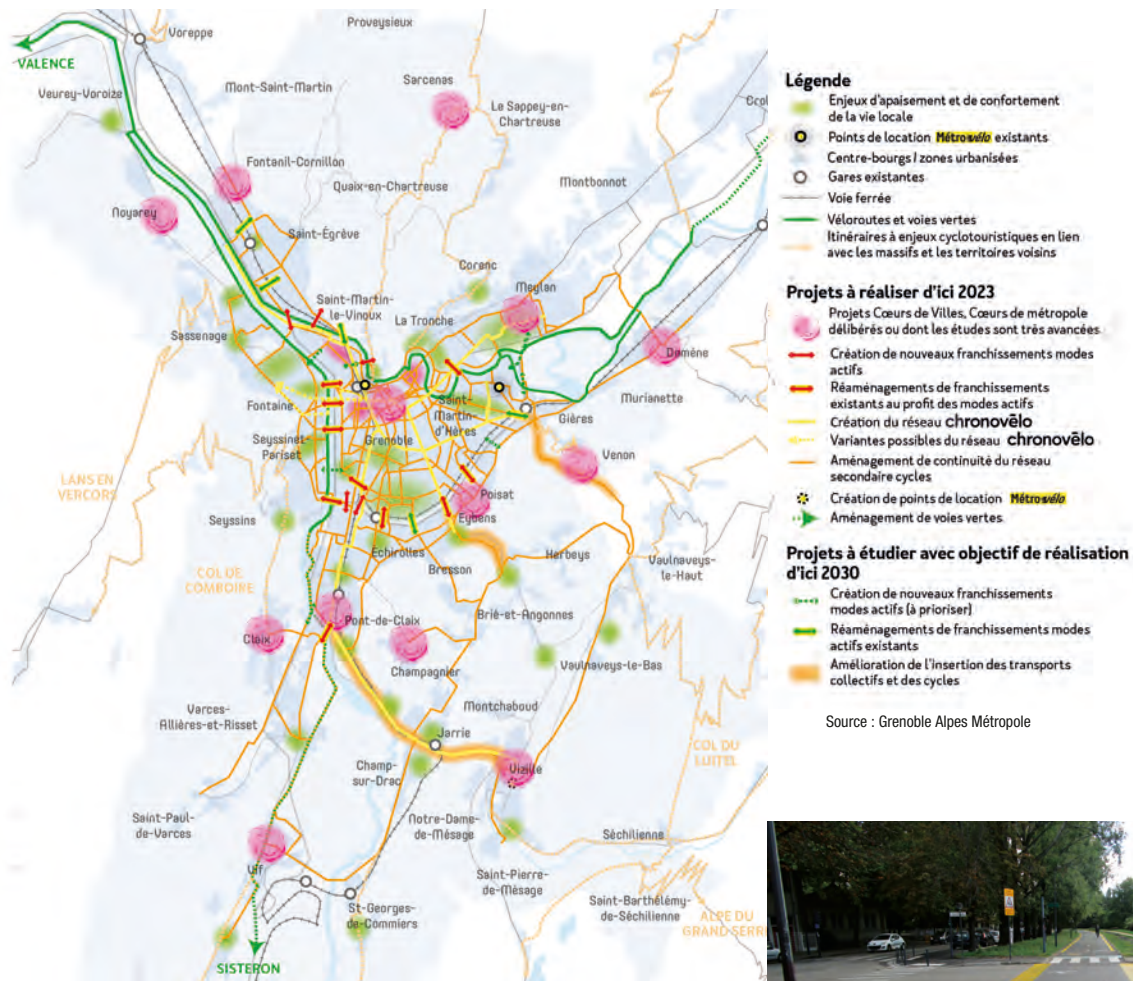 Voreppe
Proveysieux
VALENCE
Veurey-Voroize
Mont-Saint-Martin
Sarcenas
Le Sappey-en-
Chartreuse
Fontanil-Cornillon
Quaix-en-Chartreuse
Montbonnot
Noyarey
Saint-Égrève
Corenc
Meylan
Saint-Martin-
le-Vinoux
La Tronche
Sassenage
Domène
Murianette
Fontaine
Saint-
Martin-
d'Hères
Gières
Seyssinet-
Pariset
Grenoble
Venon
LANS EN
VERCORS
Poisat
Seyssins
Eybens
Échirolles
Herbeys
Bresson
Vaulnaveys-
le-Haut
COL DE
COMBOIRE
Brié-et-Angonnes
Pont-de-Claix
Claix
Champagnier
Vaulnaveys-le-Bas
Varces-
Allières-et-Risset
Montchaboud
Jarrie
COL DU
LUITEL
Champ-
sur-Drac
Vizille
Saint-Paul-
de-Varces
Notre-Dame-
de-Mésage
Séchilienne
Vif
Saint-Pierre-
de-Mésage
Saint-Barthélémy-
de-Séchilienne
St-Georges-
de-Commiers
ALPE DU
GRAND SERRE
SISTERON
Légende
Enjeux d'apaisement et de confortement
de la vie locale
Points de location Métrovélo existants
Centre-bourgs / zones urbanisées
Gares existantes
Voie ferrée
Véloroutes et voies vertes
Itinéraires à enjeux cyclotouristiques en lien
avec les massifs et les territoires voisins
Projets à réaliser d'ici 2023
Projets Cœurs de Villes, Cœurs de métropole
délibérés ou dont les études sont très avancées
Création de nouveaux franchissements modes
actifs
Réaménagements de franchissements
existants au profit des modes actifs
Création du réseau chronovēlo
Variantes possibles du réseau chronovēlo
Aménagement de continuité du réseau
secondaire cycles
Création de points de location Métrovélo
Aménagement de voies vertes
Projets à étudier avec objectif de réalisation
d'ici 2030
Création de nouveaux franchissements
modes actifs (à prioriser)
Réaménagements de franchissements modes
actifs existants
Amélioration de l'insertion des transports
collectifs et des cycles
Source : Grenoble Alpes Métropole